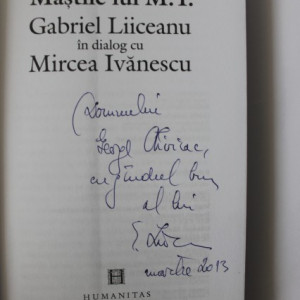 Măștile lui M. I.
Gabriel Liiceanu
în dialog cu
Mircea Ivănescu
Domnului
George Chiriac,
cu gândul bun
al lui
martie 2013
H
HUMANITAS